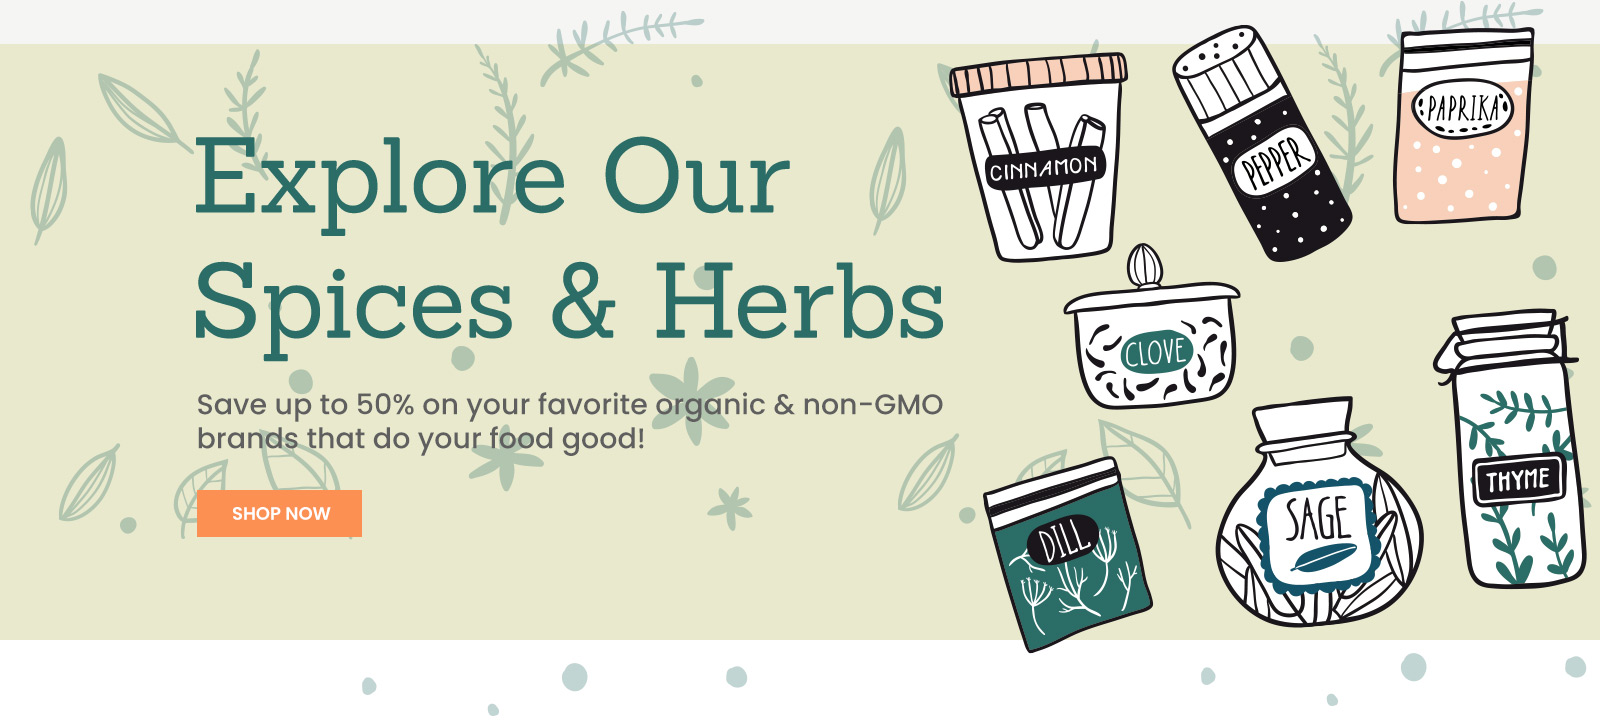 Explore Our
Spices & Herbs
Save up to 50% on your favorite organic & non-GMO
brands that do your food good!
SHOP NOW
CINNAMON
PEPPER
PAPRIKA
CLOVE
THYME
SAGE
DILL